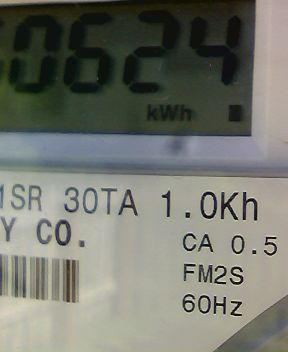 0624
kWh
1SR 30TA 1.0Kh
Y CO.
CA 0.5
FM2S
60Hz